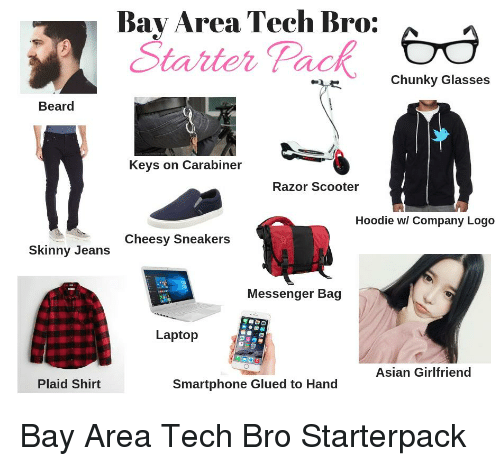 Bay Area Tech Bro:
Starter Pack
Chunky Glasses
Beard
Keys on Carabiner
Razor Scooter
Hoodie w/ Company Logo
Cheesy Sneakers
Skinny Jeans
Messenger Bag
Laptop
Asian Girlfriend
Plaid Shirt
Smartphone Glued to Hand
Bay Area Tech Bro Starterpack